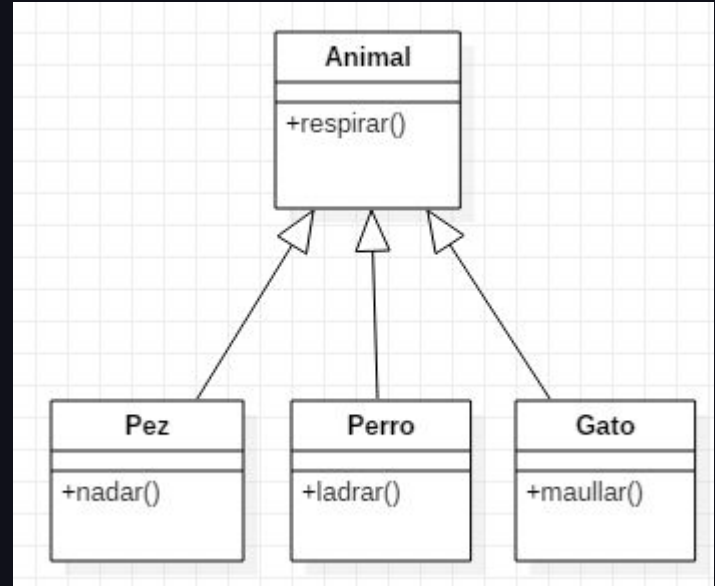 Animal
+respirar()
Pez
+nadar()
Perro
+ladrar()
Gato
+maullar()